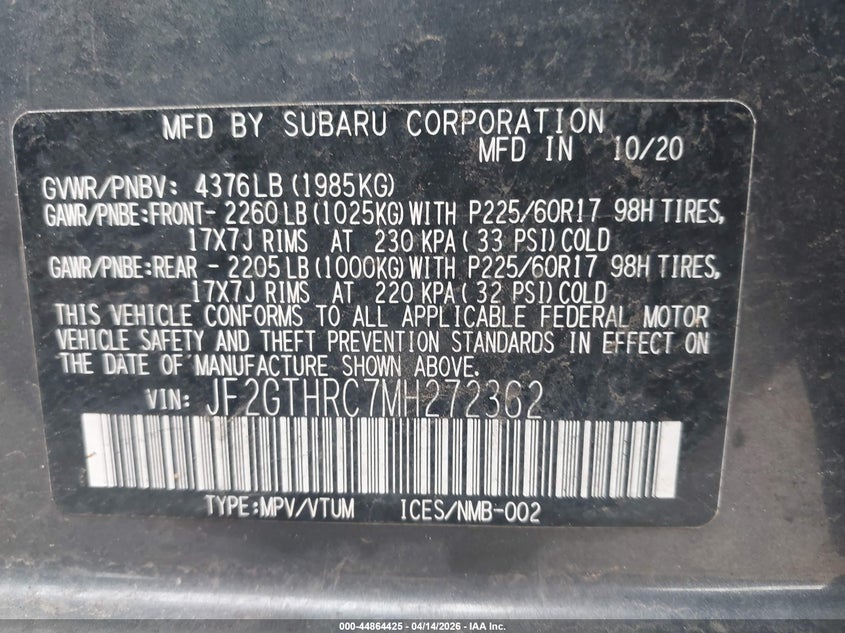 MFD BY SUBARU CORPORATION
MFD IN 10/20
GVWR/PNBV: 4376LB (1985KG)
GAWR/PNBE:FRONT- 2260LB (1025KG) WITH P225/60R17 98H TIRES,
17X7J RIMS AT 230 KPA ( 33 PSI) COLD
GAWR/PNBE:REAR - 2205LB (1000KG) WITH P225/60R17 98H TIRES,
17X7J RIMS AT 220 KPA ( 32 PSI) COLD
THIS VEHICLE CONFORMS TO ALL APPLICABLE FEDERAL MOTOR
VEHICLE SAFETY AND THEFT PREVENTION STANDARDS IN EFFECT ON
THE DATE OF MANUFACTURE SHOWN ABOVE.
VIN: JF2GTHRC7MH272362
TYPE:MPV/VTUM ICES/NMB-002
000-44864425 - 04/14/2026 - IAA Inc.